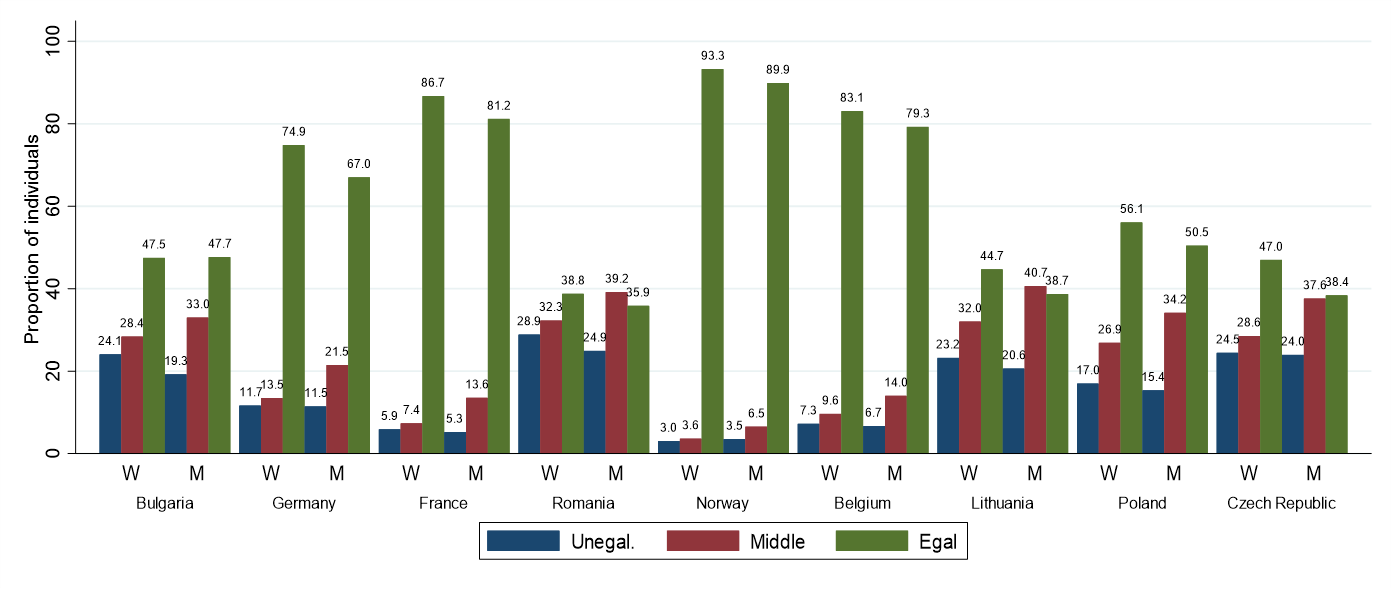 Proportion of individuals
100
80
60
40
20
0
24.1 28.4 47.5 19.3 33.0 47.7
11.7 13.5 74.9 11.5 21.5 67.0
5.9 7.4 86.7 5.3 13.6 81.2
28.9 32.3 38.8 24.9 39.2 35.9
3.0 3.6 93.3 3.5 6.5 89.9
7.3 9.6 83.1 6.7 14.0 79.3
23.2 32.0 44.7 20.6 40.7 38.7
17.0 26.9 56.1 15.4 34.2 50.5
24.5 28.6 47.0 24.0 37.6 38.4
W M W M W M W M W M W M W M W M W M
Bulgaria Germany France Romania Norway Belgium Lithuania Poland Czech Republic
Unegal. Middle Egal